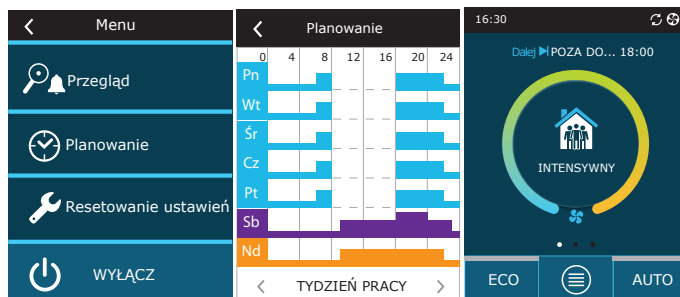 Menu
Przegląd
Planowanie
Resetowanie ustawień
WYŁĄCZ
Planowanie
0 4 8 12 16 20 24
Pn
Wt
Śr
Cz
Pt
Sb
Nd
TYDZIEŃ PRACY
16:30
Dalej POZA DO... 18:00
INTENSYWNY
ECO AUTO